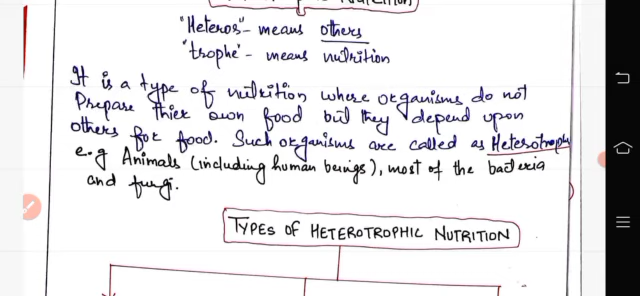 Nutrition
"Heteros" - means others
'trophe' - means nutrition
It is a type of nutrition where organisms do not
Prepare thier own food but they depend upon
others for food. Such organisms are called as Heterotrophs
e.g Animals (including human beings), most of the bacteria
and fungi.
TYPES OF HETEROTROPHIC NUTRITION